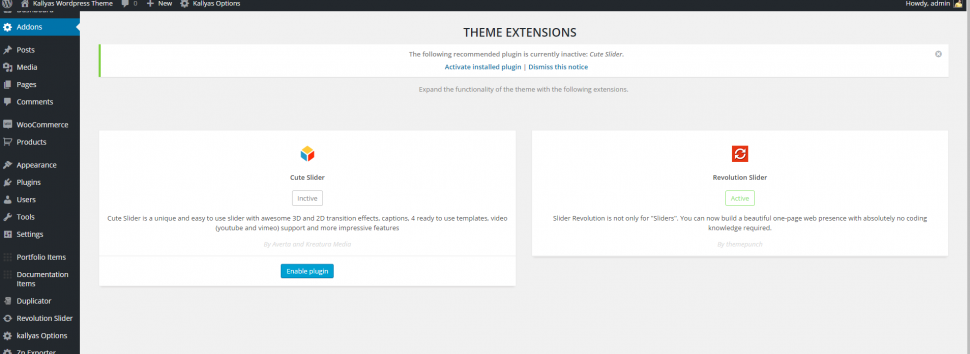 Kallyas Wordpress Theme 0 New Kallyas Options Howdy, admin
Dashboard
Addons
Posts
Media
Pages
Comments
WooCommerce
Products
Appearance
Plugins
Users
Tools
Settings
Portfolio Items
Documentation
Items
Duplicator
Revolution Slider
kallyas Options
Zn Exporter
THEME EXTENSIONS
The following recommended plugin is currently inactive: Cute Slider.
Activate installed plugin | Dismiss this notice
Expand the functionality of the theme with the following extensions.
Cute Slider
Inctive
Cute Slider is a unique and easy to use slider with awesome 3D and 2D transition effects, captions, 4 ready to use templates, video
(youtube and vimeo) support and more impressive features
By Averta and Kreatura Media
Enable plugin
Revolution Slider
Active
Slider Revolution is not only for "Sliders". You can now build a beautiful one-page web presence with absolutely no coding
knowledge required.
By themepunch